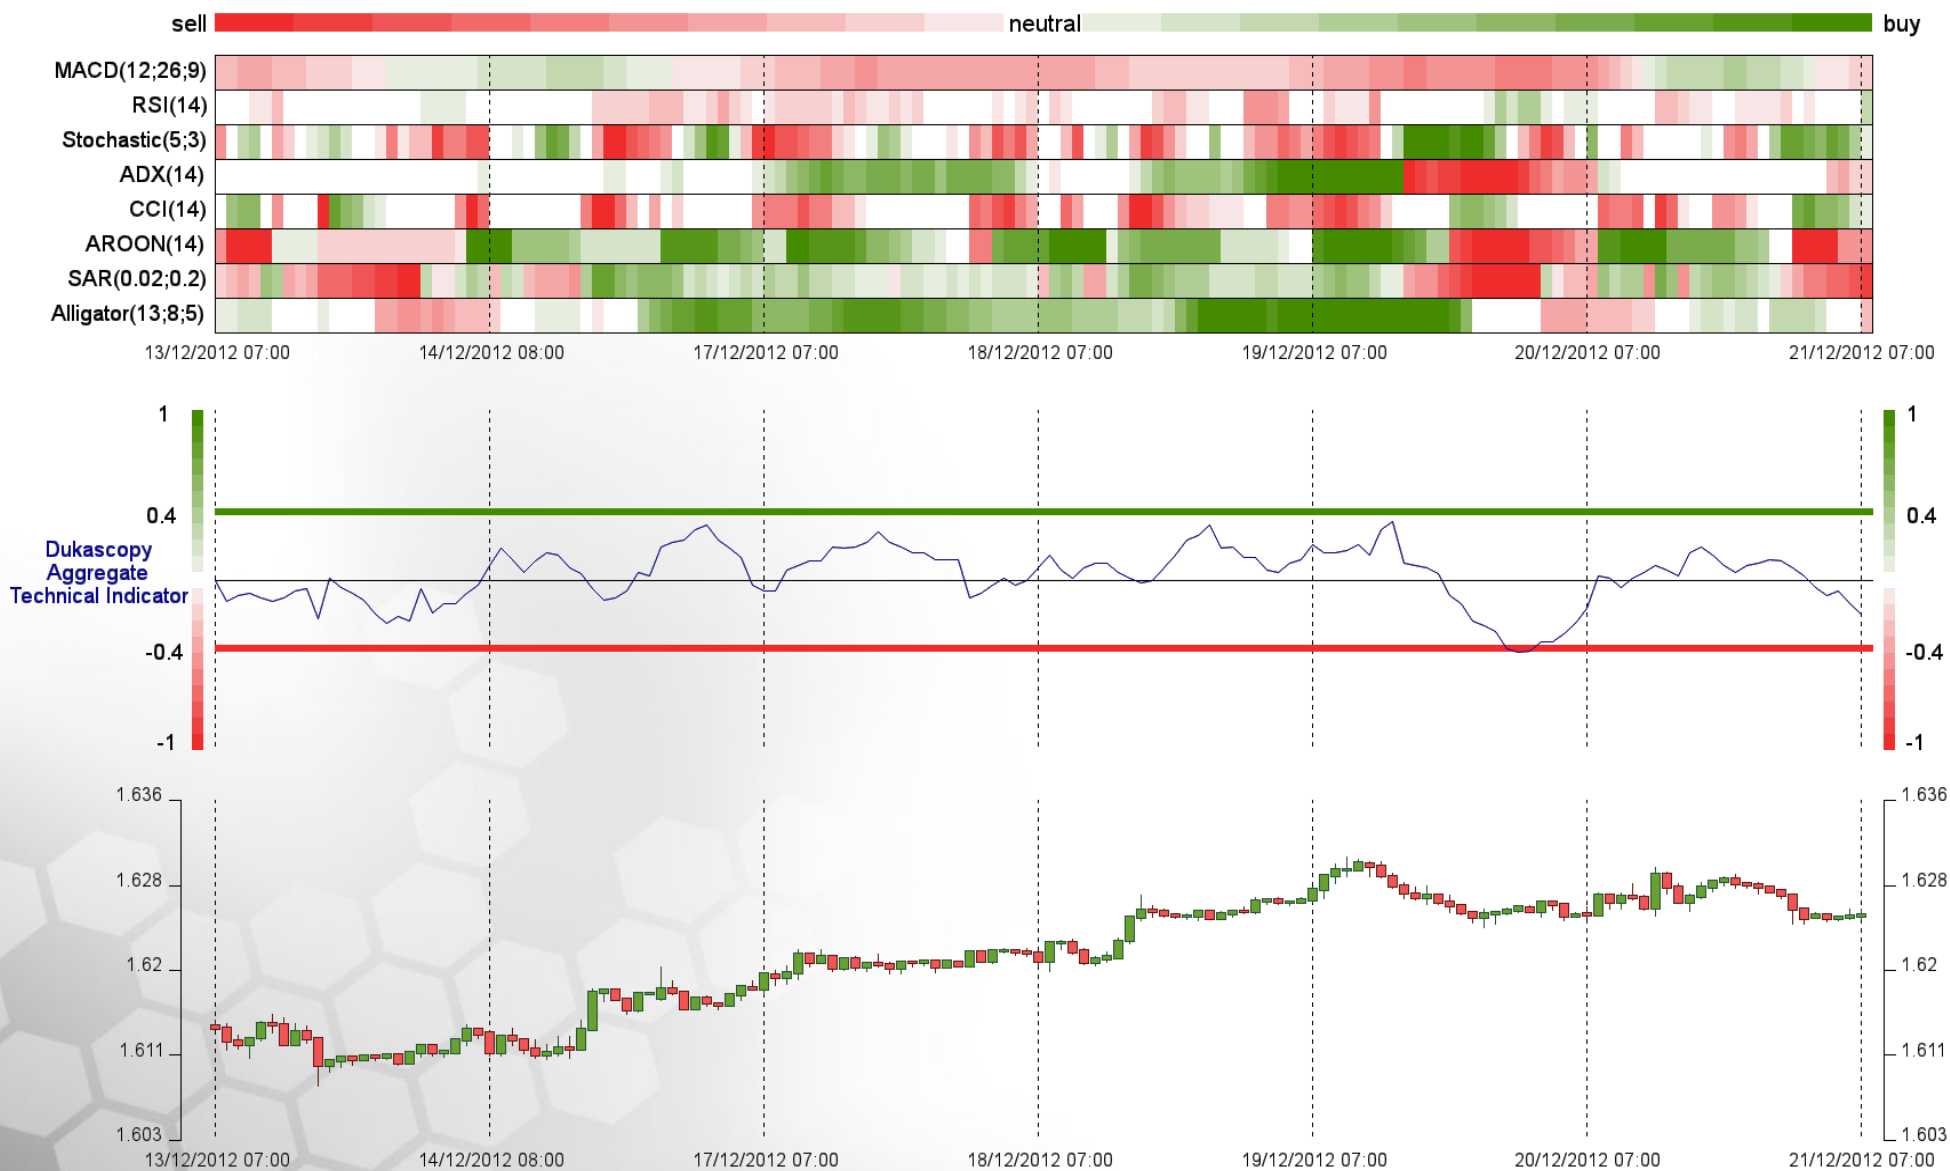 sell neutral buy
MACD(12;26;9)
RSI(14)
Stochastic(5;3)
ADX(14)
CCI(14)
AROON(14)
SAR(0.02;0.2)
Alligator(13;8;5)
13/12/2012 07:00 14/12/2012 08:00 17/12/2012 07:00 18/12/2012 07:00 19/12/2012 07:00 20/12/2012 07:00 21/12/2012 07:00
1 1
0.4 0.4
Dukascopy
Aggregate
Technical Indicator
-0.4 -0.4
-1 -1
1.636 1.636
1.628 1.628
1.62 1.62
1.611 1.611
1.603 1.603
13/12/2012 07:00 14/12/2012 08:00 17/12/2012 07:00 18/12/2012 07:00 19/12/2012 07:00 20/12/2012 07:00 21/12/2012 07:00